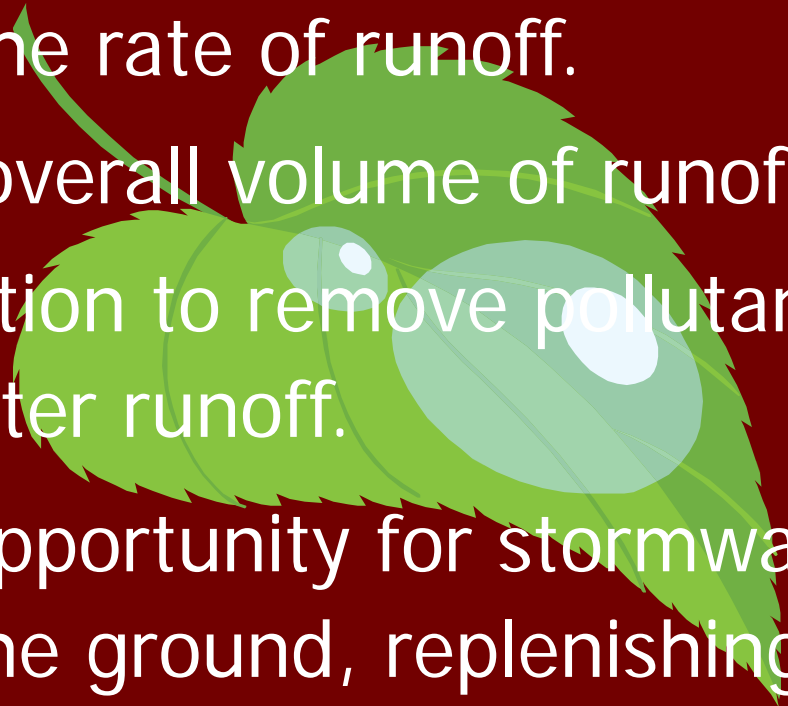 he rate of runoff.
overall volume of runof
tion to remove pollutan
ter runoff.
pportunity for stormwa
he ground, replenishing